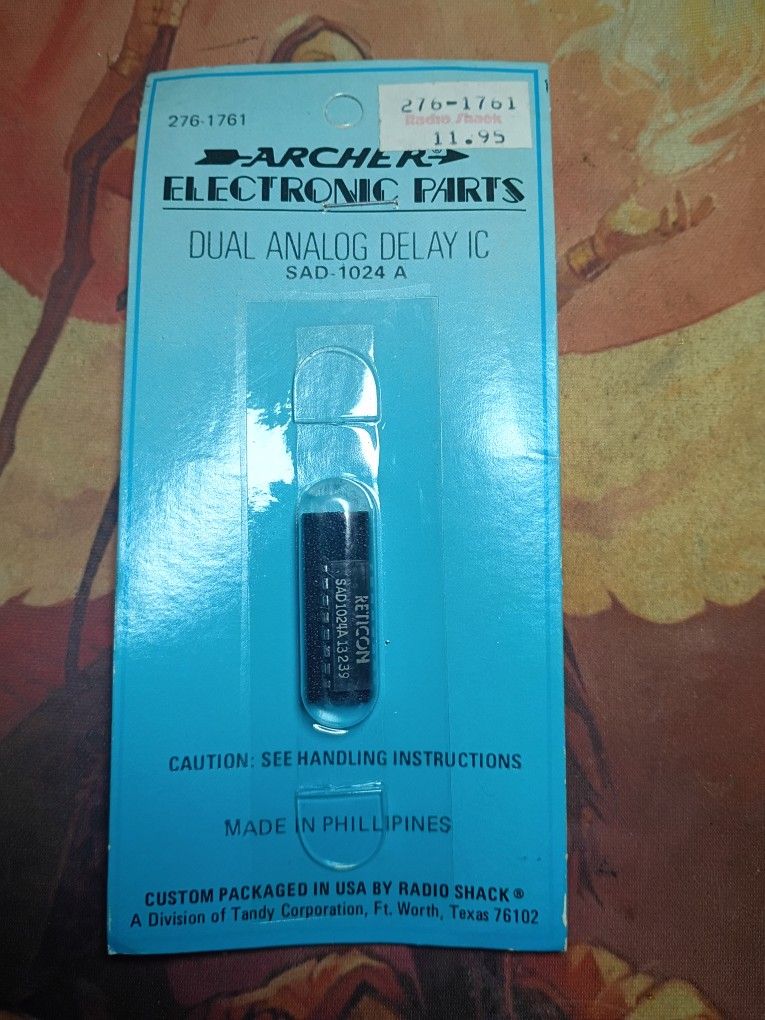 276-1761
276-1761
Radio Shack
11.95
ARCHER®
ELECTRONIC PARTS
DUAL ANALOG DELAY IC
SAD-1024 A
RETICON
SAD1024A 13239
CAUTION: SEE HANDLING INSTRUCTIONS
MADE IN PHILLIPINES
CUSTOM PACKAGED IN USA BY RADIO SHACK®
A Division of Tandy Corporation, Ft. Worth, Texas 76102